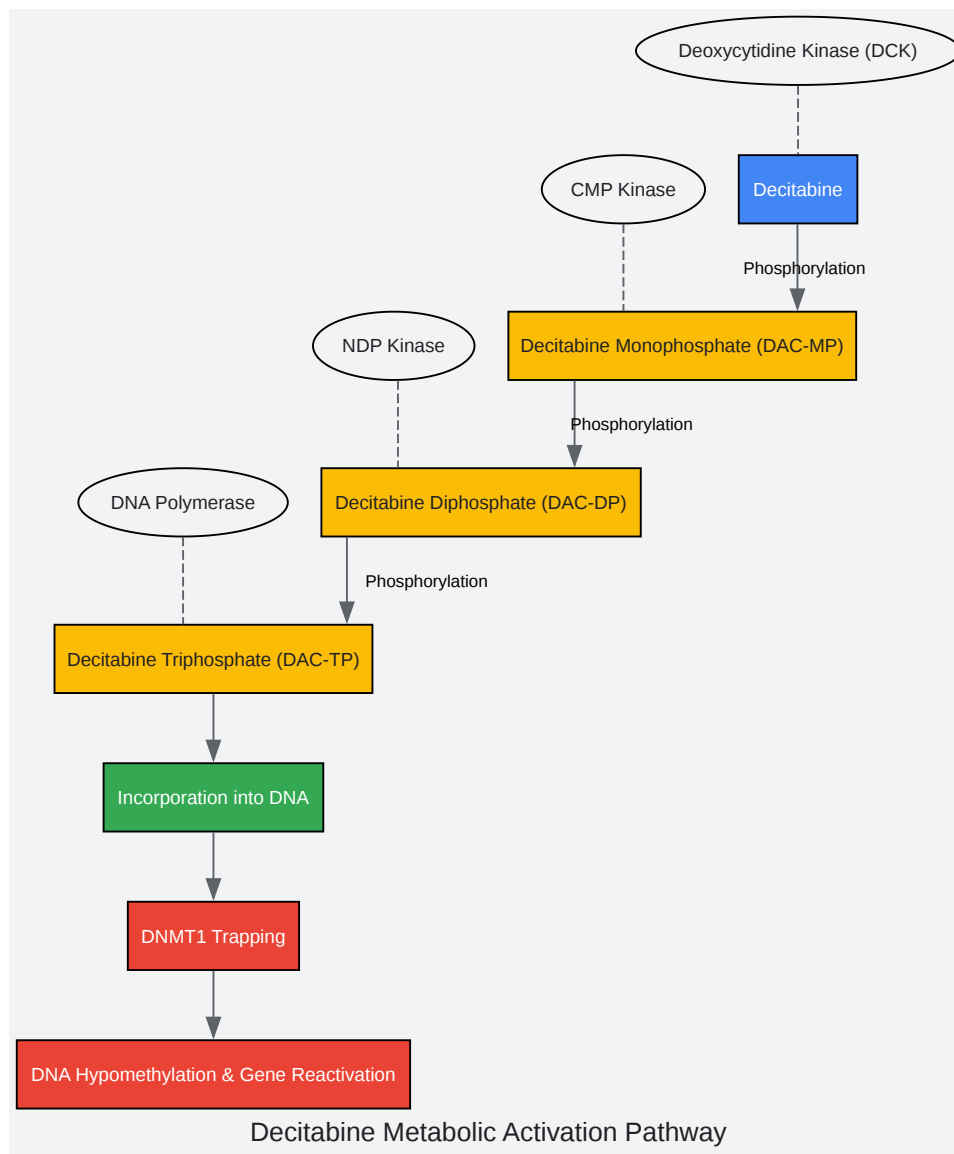 Deoxycytidine Kinase (DCK)
CMP Kinase
Decitabine
Phosphorylation
NDP Kinase
Decitabine Monophosphate (DAC-MP)
Phosphorylation
DNA Polymerase
Decitabine Diphosphate (DAC-DP)
Phosphorylation
Decitabine Triphosphate (DAC-TP)
Incorporation into DNA
DNMT1 Trapping
DNA Hypomethylation & Gene Reactivation
Decitabine Metabolic Activation Pathway